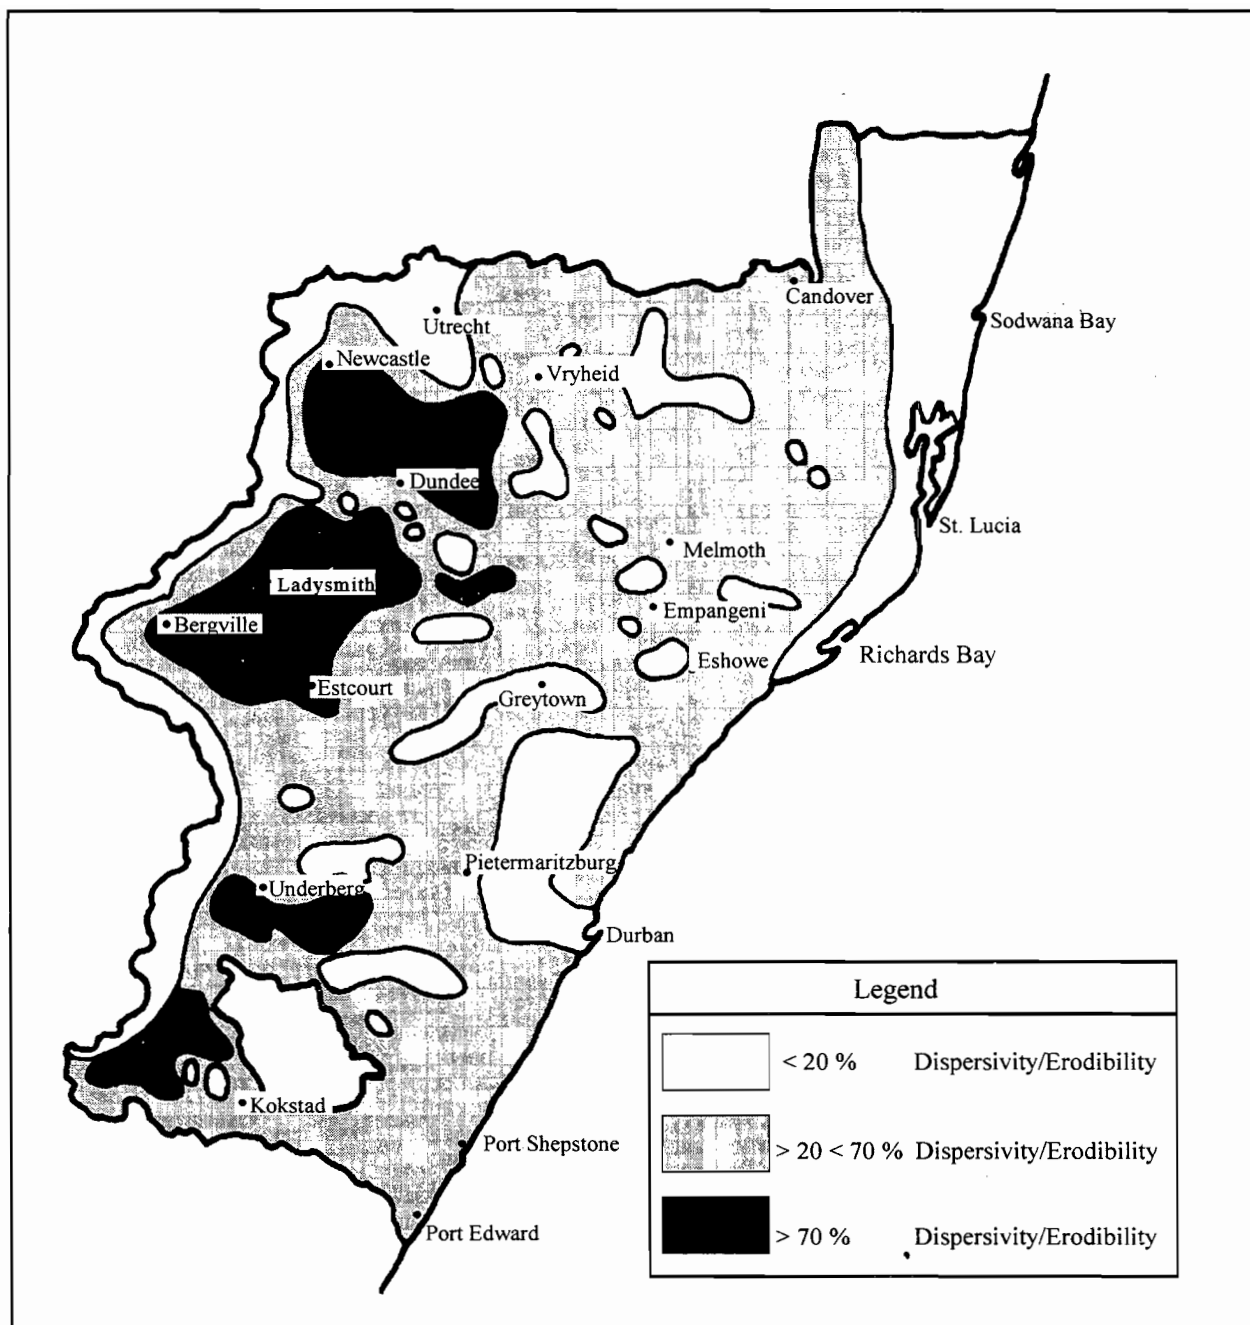 Candover
Utrecht
Sodwana Bay
Newcastle
Vryheid
Dundee
St. Lucia
Melmoth
Ladysmith
Empangeni
Bergville
Eshowe
Richards Bay
Estcourt
Greytown
Pietermaritzburg
Underberg
Durban
Kokstad
Port Shepstone
Port Edward
Legend
< 20 % Dispersivity/Erodibility
> 20 < 70 % Dispersivity/Erodibility
> 70 % Dispersivity/Erodibility